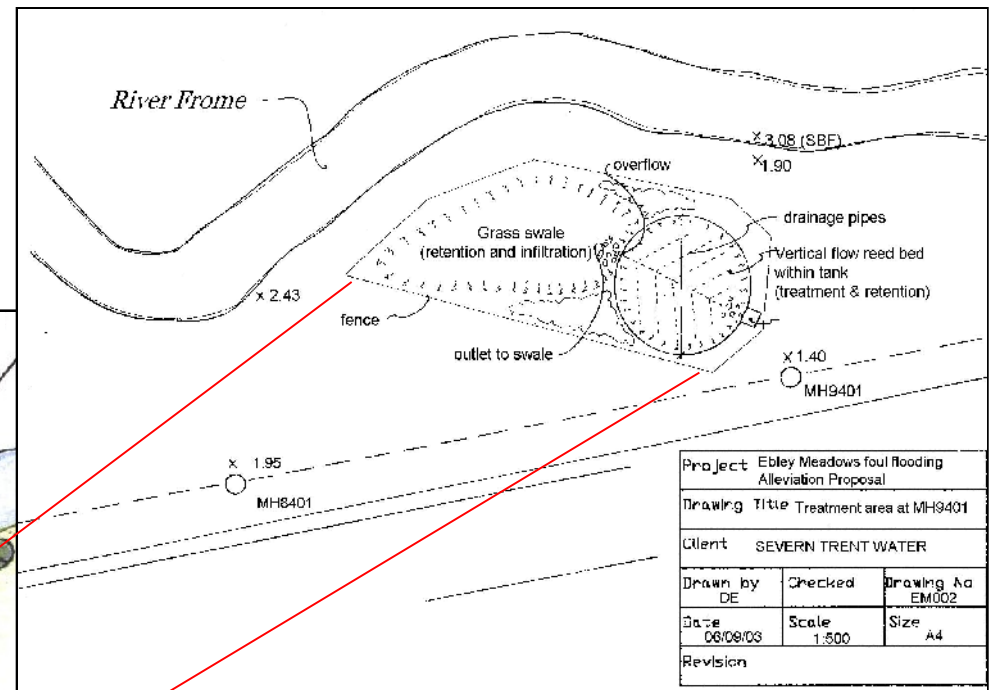 River Frome
3.08 (SBF)
1.90
overflow
drainage pipes
Grass swale
(retention and infiltration)
Vertical flow reed bed
within tank
(treatment & retention)
2.43
fence
outlet to swale
1.40
MH9401
1.95
MH8401
Project Ebley Meadows foul flooding
Alleviation Proposal
Drawing Title Treatment area at MH9401
Client SEVERN TRENT WATER
Drawn by DE
Checked
Drawing No EM002
Date 06/09/03
Scale 1:500
Size A4
Revision